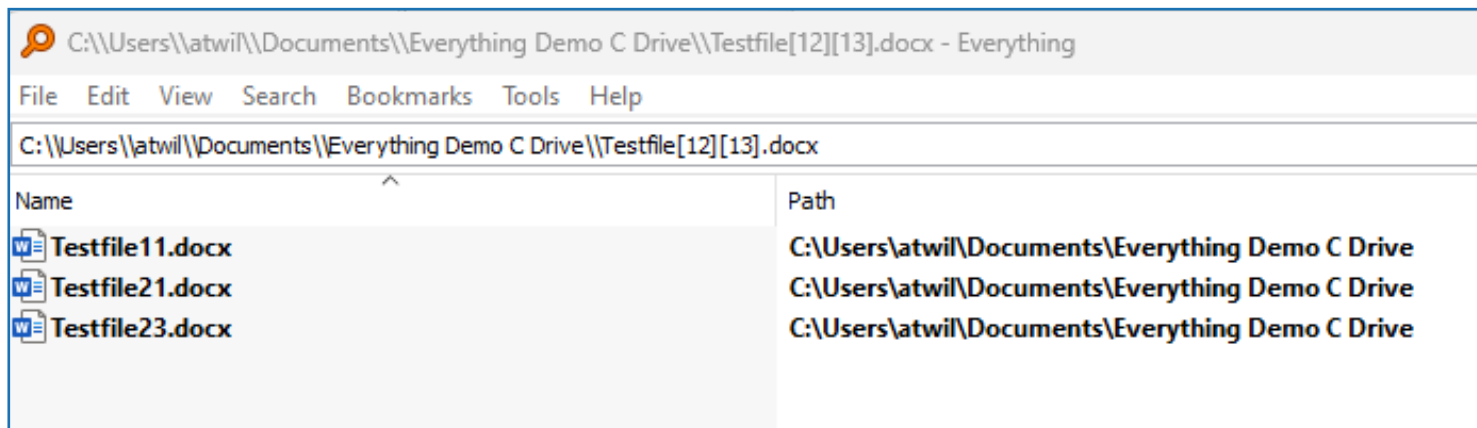 C:\\Users\\atwil\\Documents\\Everything Demo C Drive\\Testfile[12][13].docx - Everything
File Edit View Search Bookmarks Tools Help
C:\\Users\\atwil\\Documents\\Everything Demo C Drive\\Testfile[12][13].docx
Name Path
Testfile11.docx C:\Users\atwil\Documents\Everything Demo C Drive
Testfile21.docx C:\Users\atwil\Documents\Everything Demo C Drive
Testfile23.docx C:\Users\atwil\Documents\Everything Demo C Drive